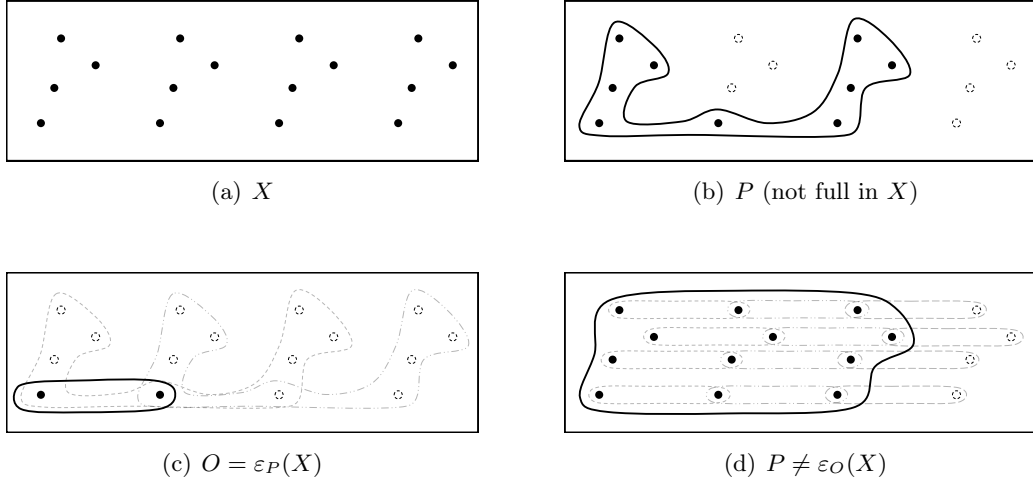 (a) X
(b) P (not full in X)
(c) O = ε_P(X)
(d) P ≠ ε_O(X)